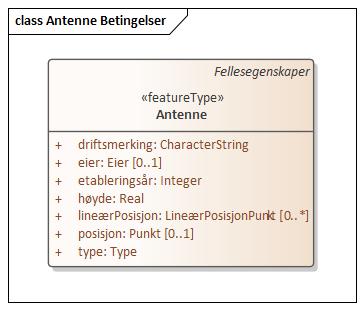 class Antenne Betingelser
Fellesegenskaper
«featureType»
Antenne
+ driftsmerking: CharacterString
+ eier: Eier [0..1]
+ etableringsår: Integer
+ høyde: Real
+ lineærPosisjon: LineærPosisjonPunkt [0..*]
+ posisjon: Punkt [0..1]
+ type: Type